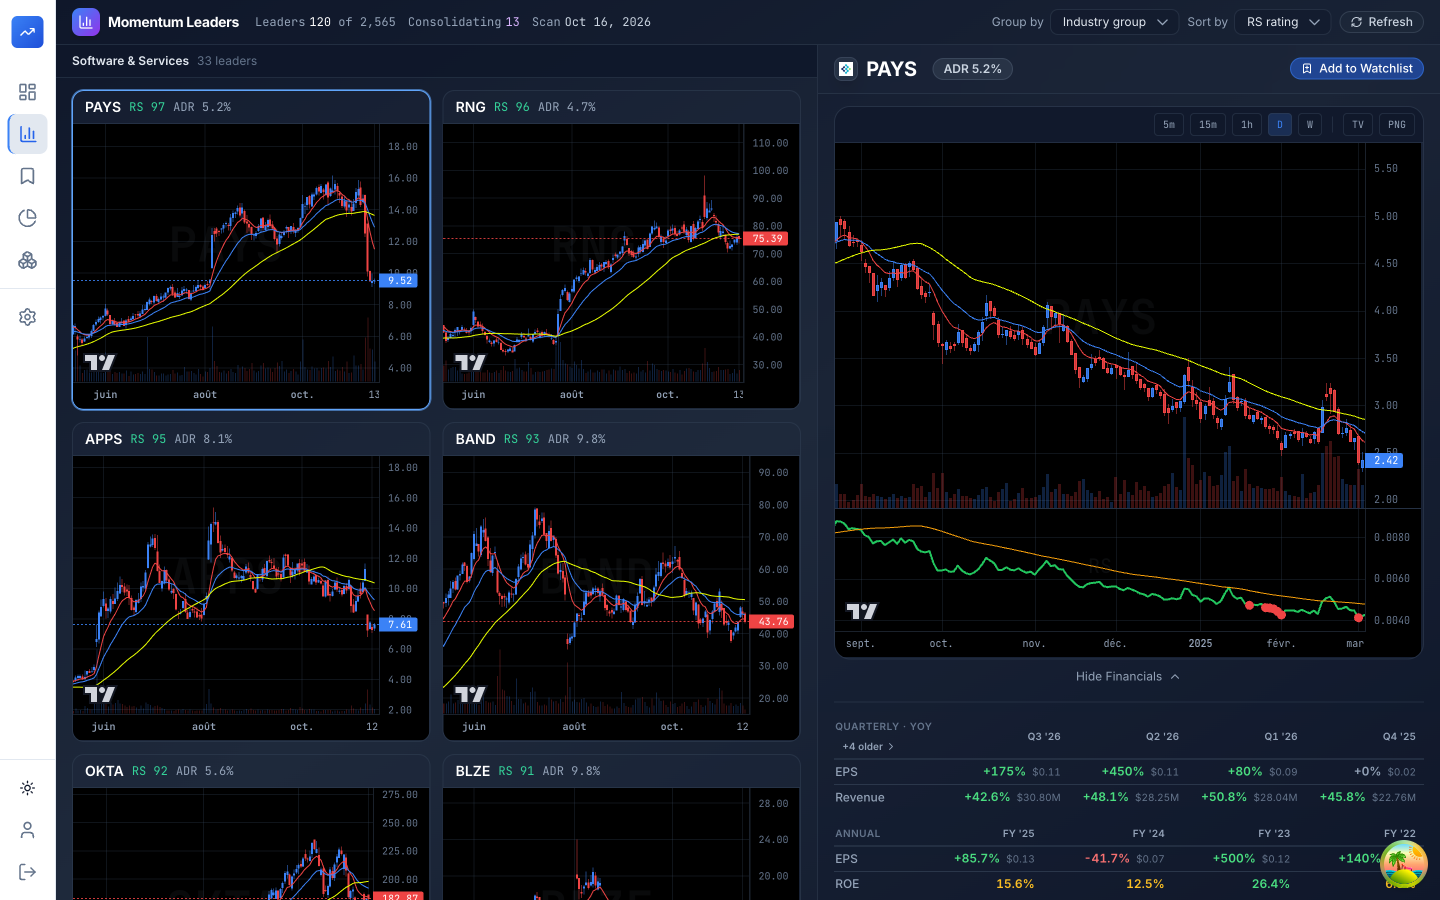 Momentum Leaders Leaders 120 of 2,565 Consolidating 13 Scan Oct 16, 2026 Group by Industry group Sort by RS rating Refresh
Software & Services 33 leaders
PAYS RS 97 ADR 5.2%
18.00
16.00
14.00
12.00
9.52
8.00
6.00
4.00
juin août oct. 13
RNG RS 96 ADR 4.7%
110.00
100.00
90.00
80.00
75.39
70.00
60.00
50.00
40.00
30.00
juin août oct.
APPS RS 95 ADR 8.1%
18.00
16.00
14.00
12.00
10.00
7.61
6.00
4.00
2.00
juin août oct. 12
BAND RS 93 ADR 9.8%
90.00
80.00
70.00
60.00
50.00
43.76
40.00
30.00
20.00
juin août oct. 12
OKTA RS 92 ADR 5.6%
275.00
250.00
225.00
200.00
182.87
BLZE RS 91 ADR 9.8%
28.00
24.00
20.00
PAYS ADR 5.2% Add to Watchlist
5m 15m 1h D W TV PNG
PAYS
5.50
5.00
4.50
4.00
3.50
3.00
2.42
2.00
0.0080
0.0060
0.0040
sept. oct. nov. déc. 2025 févr. mar
Hide Financials
QUARTERLY · YOY
+4 older Q3 '26 Q2 '26 Q1 '26 Q4 '25
EPS +175% $0.11 +450% $0.11 +80% $0.09 +0% $0.02
Revenue +42.6% $30.80M +48.1% $28.25M +50.8% $28.04M +45.8% $22.76M
ANNUAL FY '25 FY '24 FY '23 FY '22
EPS +85.7% $0.13 -41.7% $0.07 +500% $0.12 +140%
ROE 15.6% 12.5% 26.4%